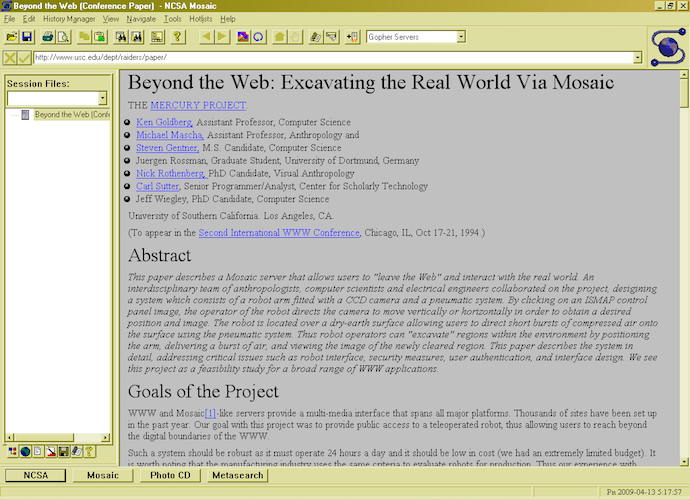 Beyond the Web (Conference Paper) - NCSA Mosaic
File Edit History Manager View Navigate Tools Hotlists Help
Gopher Servers
http://www.usc.edu/dept/raiders/paper/
Session Files:
Beyond the Web (Conf
Beyond the Web: Excavating the Real World Via Mosaic
THE MERCURY PROJECT.
Ken Goldberg, Assistant Professor, Computer Science
Michael Mascha, Assistant Professor, Anthropology and
Steven Gentner, M.S. Candidate, Computer Science
Juergen Rossman, Graduate Student, University of Dortmund, Germany
Nick Rothenberg, PhD Candidate, Visual Anthropology
Carl Sutter, Senior Programmer/Analyst, Center for Scholarly Technology
Jeff Wiegley, PhD Candidate, Computer Science
University of Southern California. Los Angeles, CA.
(To appear in the Second International WWW Conference, Chicago, IL, Oct 17-21, 1994.)
Abstract
This paper describes a Mosaic server that allows users to "leave the Web" and interact with the real world. An
interdisciplinary team of anthropologists, computer scientists and electrical engineers collaborated on the project, desigining
a system which consists of a robot arm fitted with a CCD camera and a pneumatic system. By clicking on an ISMAP control
panel image, the operator of the robot directs the camera to move vertically or horizontally in order to obtain a desired
position and image. The robot is located over a dry-earth surface allowing users to direct short bursts of compressed air onto
the surface using the pneumatic system. Thus robot operators can "excavate" regions within the environment by positioning
the arm, delivering a burst of air, and viewing the image of the newly cleared region. This paper describes the system in
detail, addressing critical issues such as robot interface, security measures, user authentication, and interface design. We see
this project as a feasibility study for a broad range of WWW applications.
Goals of the Project
WWW and Mosaic[1]-like servers provide a multi-media interface that spans all major platforms. Thousands of sites have been set up
in the past year. Our goal with this project was to provide public access to a teleoperated robot, thus allowing users to reach beyond
the digital boundaries of the WWW.
Such a system should be robust as it must operate 24 hours a day and it should be low in cost (we had an extremely limited budget). It
is worth noting that the manufacturing industry uses the same criteria to evaluate robots for production. Thus our experience with
NCSA Mosaic Photo CD Metasearch
Pn 2009-04-13 5:17:57